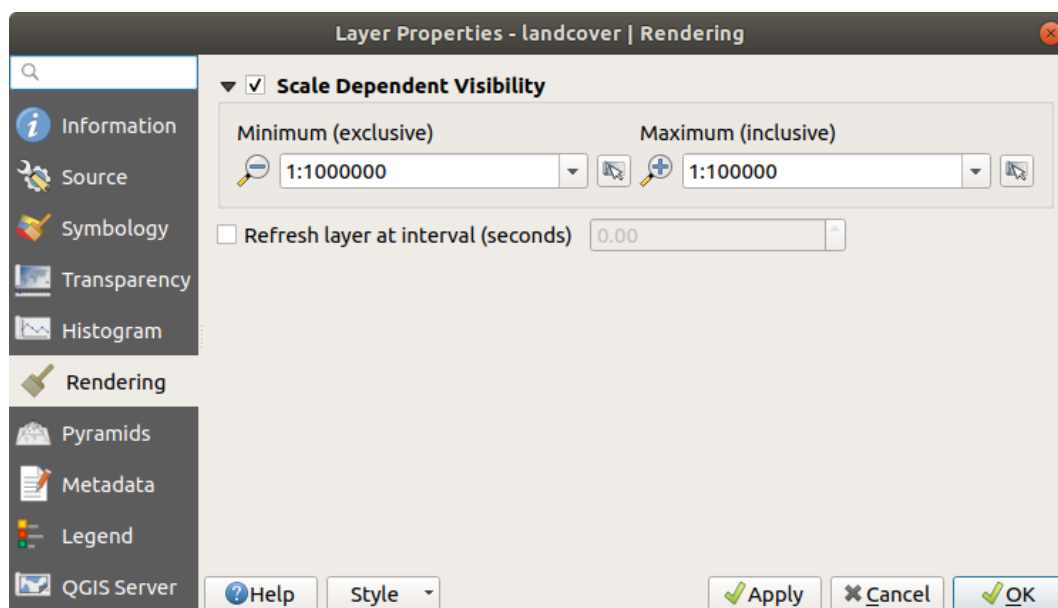 Layer Properties - landcover | Rendering
Information
Source
Symbology
Transparency
Histogram
Rendering
Pyramids
Metadata
Legend
QGIS Server
Scale Dependent Visibility
Minimum (exclusive)
Maximum (inclusive)
1:1000000
1:100000
Refresh layer at interval (seconds)
0.00
Help
Style
Apply
Cancel
OK